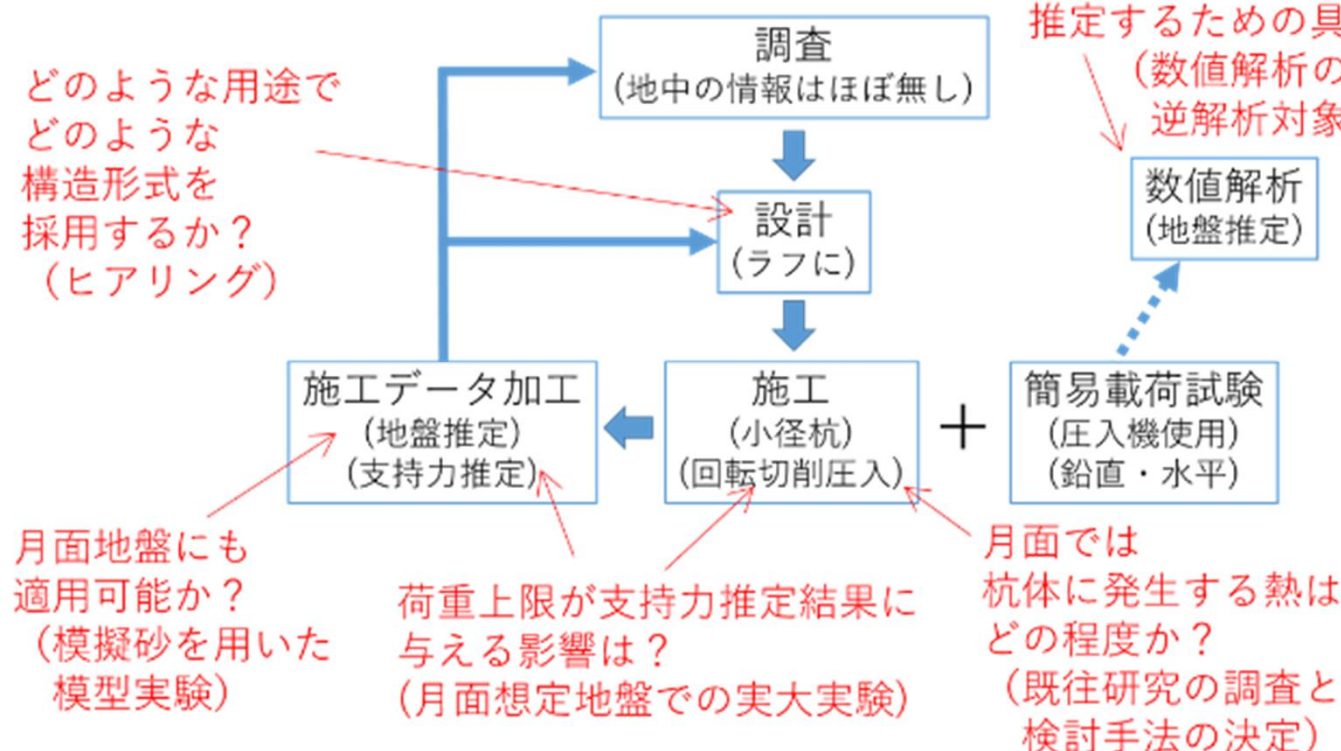 調査
(地中の情報はほぼ無し)
推定するための具
(数値解析の
逆解析対象
どのような用途で
どのような
構造形式を
採用するか？
(ヒアリング)
設計
(ラフに)
数値解析
(地盤推定)
施工データ加工
(地盤推定)
(支持力推定)
施工
(小径杭)
(回転切削圧入)
＋
簡易載荷試験
(圧入機使用)
(鉛直・水平)
月面地盤にも
適用可能か？
(模擬砂を用いた
模型実験)
荷重上限が支持力推定結果に
与える影響は？
(月面想定地盤での実大実験)
月面では
杭体に発生する熱は
どの程度か？
(既往研究の調査と
検討手法の決定)